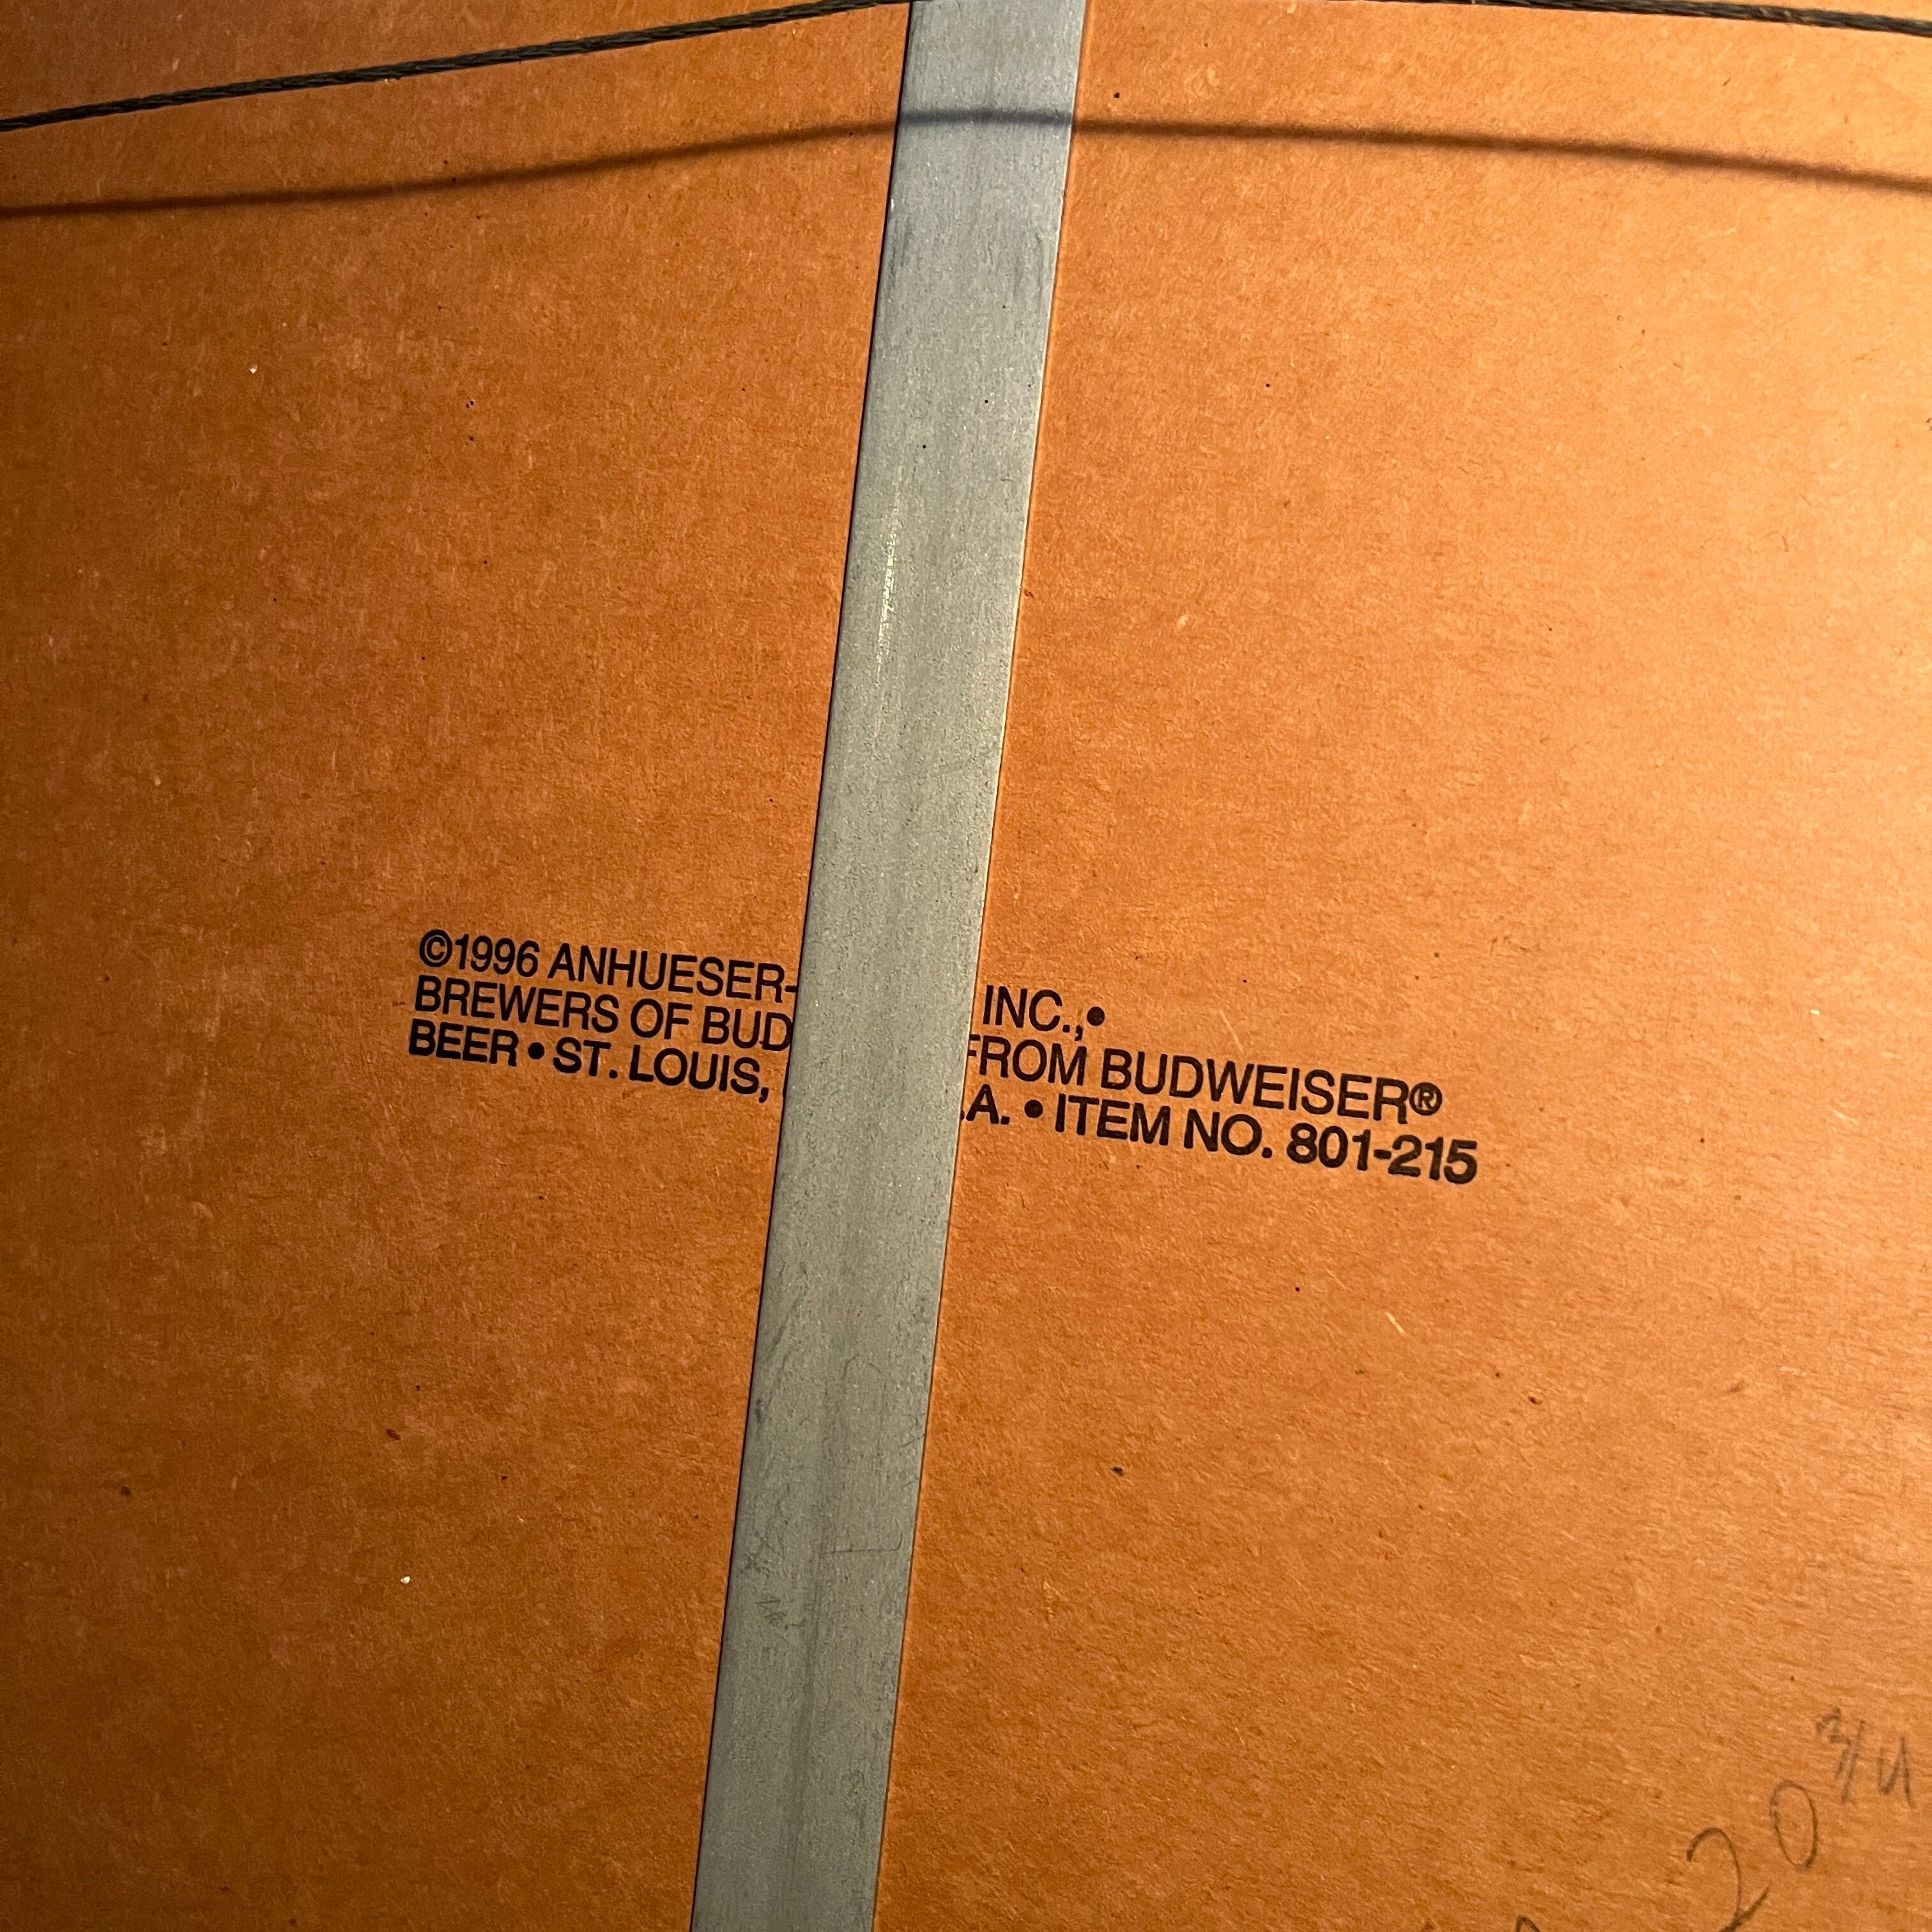 ©1996 ANHUESER- INC.,•
BREWERS OF BUD FROM BUDWEISER®
BEER • ST. LOUIS, .A. • ITEM NO. 801-215
20 3/4